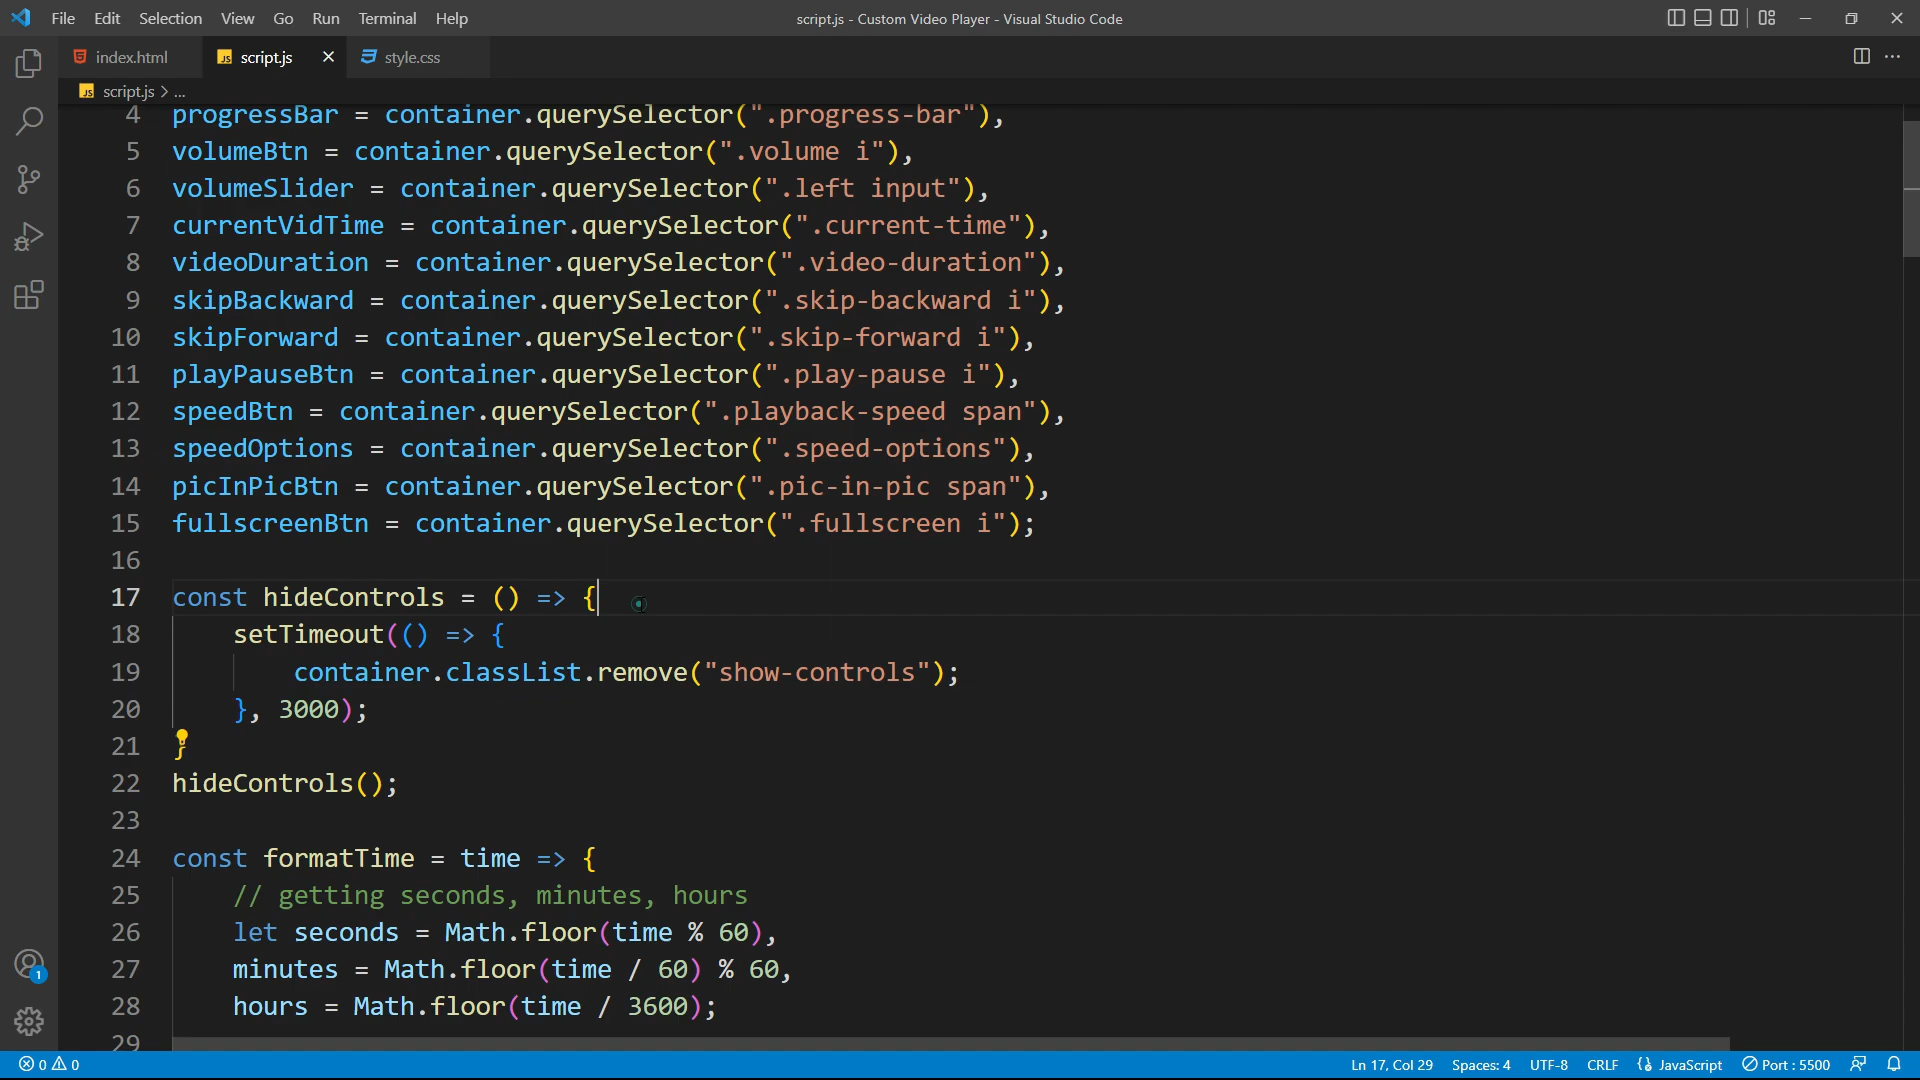 File Edit Selection View Go Run Terminal Help
script.js - Custom Video Player - Visual Studio Code
index.html script.js style.css
script.js > ...
4 progressBar = container.querySelector(".progress-bar"),
5 volumeBtn = container.querySelector(".volume i"),
6 volumeSlider = container.querySelector(".left input"),
7 currentVidTime = container.querySelector(".current-time"),
8 videoDuration = container.querySelector(".video-duration"),
9 skipBackward = container.querySelector(".skip-backward i"),
10 skipForward = container.querySelector(".skip-forward i"),
11 playPauseBtn = container.querySelector(".play-pause i"),
12 speedBtn = container.querySelector(".playback-speed span"),
13 speedOptions = container.querySelector(".speed-options"),
14 picInPicBtn = container.querySelector(".pic-in-pic span"),
15 fullscreenBtn = container.querySelector(".fullscreen i");
16
17 const hideControls = () => {
18     setTimeout(() => {
19         container.classList.remove("show-controls");
20     }, 3000);
21 }
22 hideControls();
23
24 const formatTime = time => {
25     // getting seconds, minutes, hours
26     let seconds = Math.floor(time % 60),
27     minutes = Math.floor(time / 60) % 60,
28     hours = Math.floor(time / 3600);
29
1
0 0 Ln 17, Col 29 Spaces: 4 UTF-8 CRLF JavaScript Port : 5500